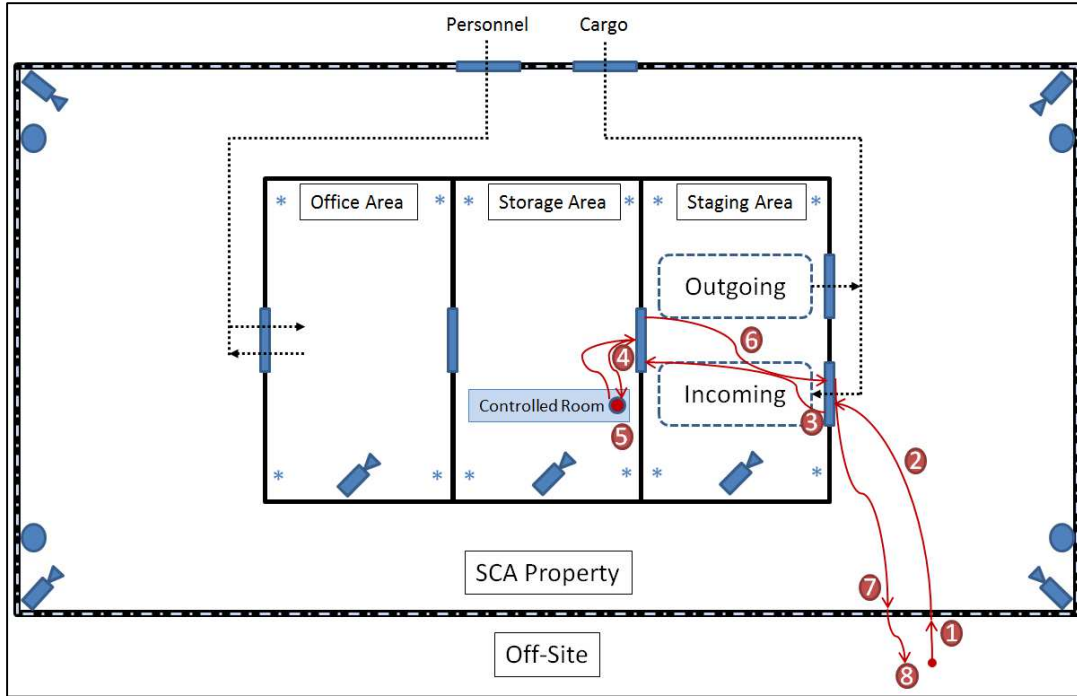 Personnel
Cargo
Office Area
Storage Area
Staging Area
Outgoing
6
4
Incoming
Controlled Room
3
5
2
SCA Property
7
1
Off-Site
8